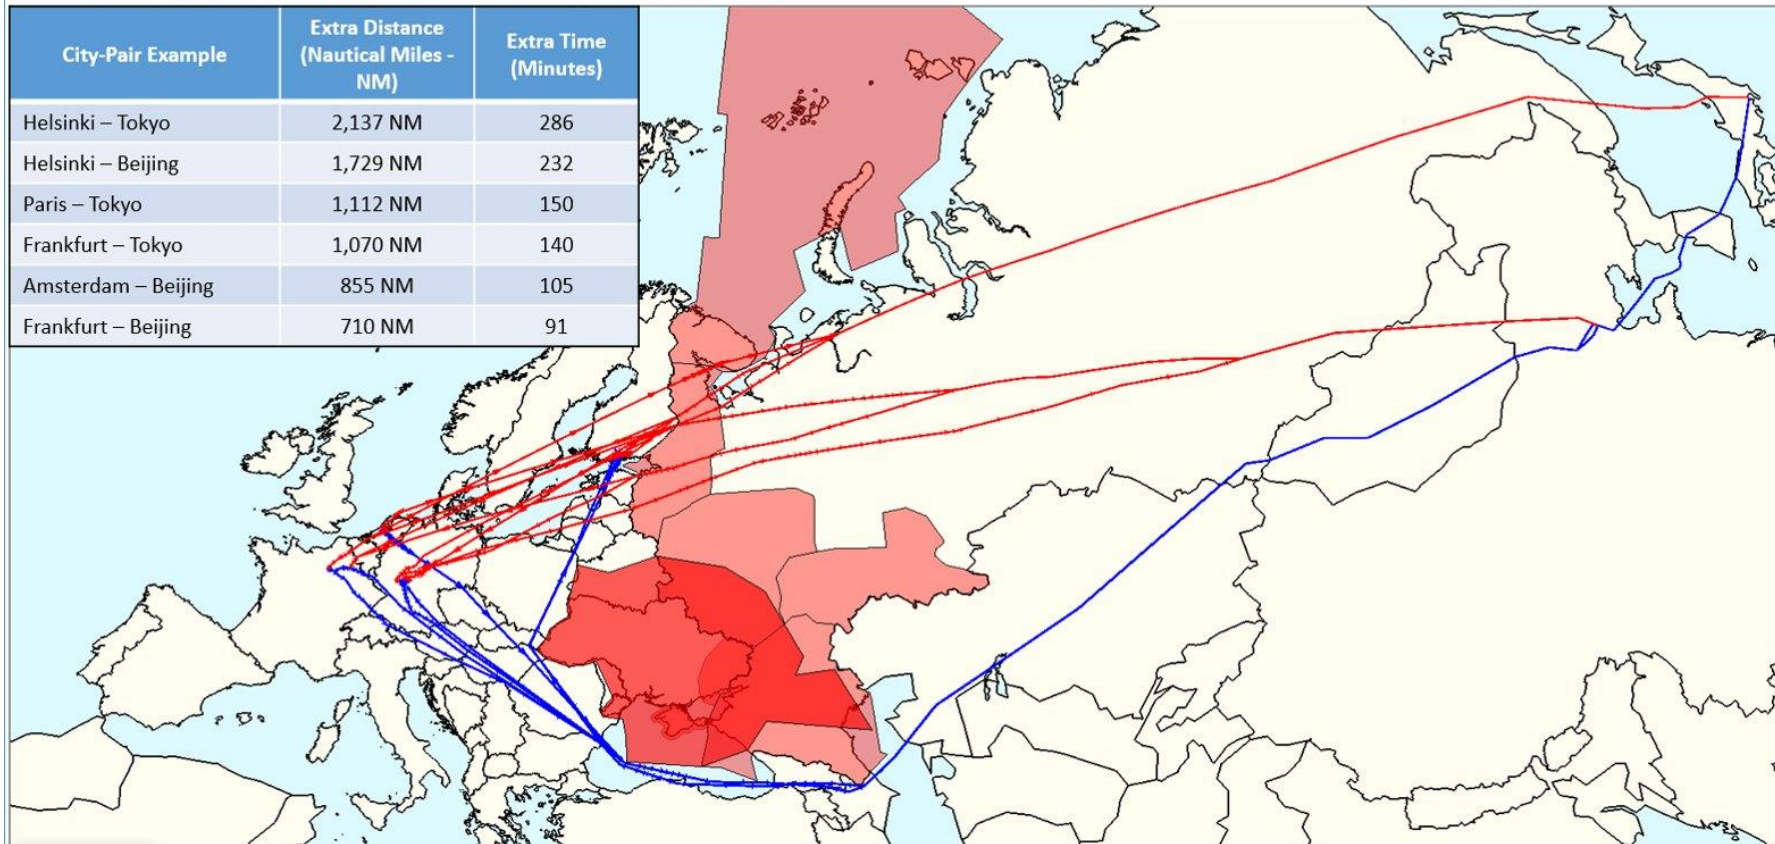 City-Pair Example
Extra Distance
(Nautical Miles -
NM)
Extra Time
(Minutes)
Helsinki – Tokyo 2,137 NM 286
Helsinki – Beijing 1,729 NM 232
Paris – Tokyo 1,112 NM 150
Frankfurt – Tokyo 1,070 NM 140
Amsterdam – Beijing 855 NM 105
Frankfurt – Beijing 710 NM 91